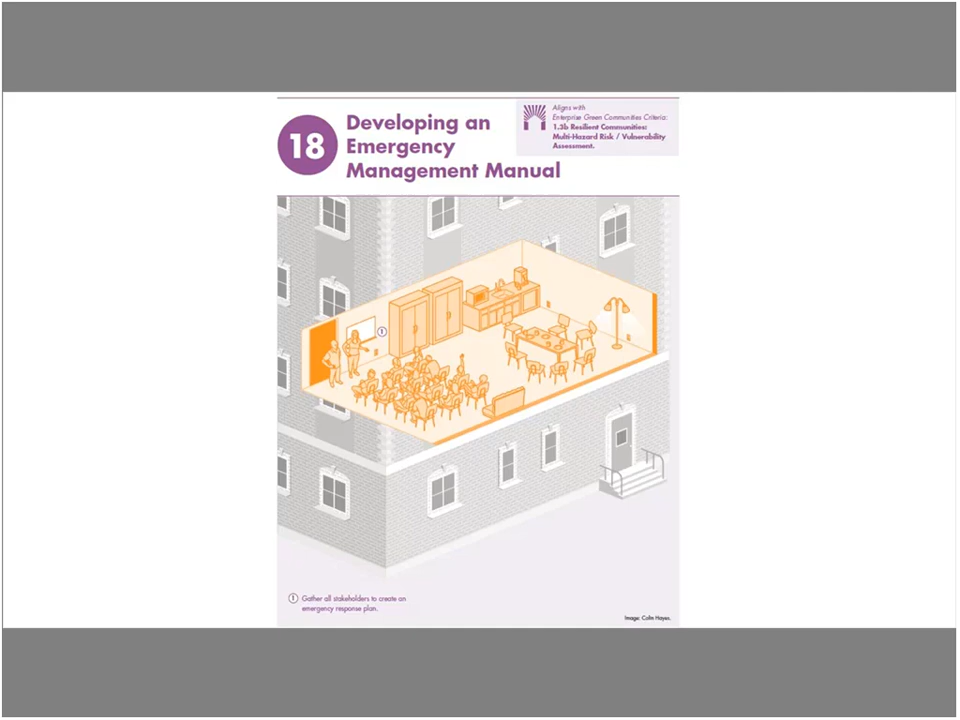 18
Developing an
Emergency
Management Manual
Aligns with
Enterprise Green Communities Criteria:
1.3b Resilient Communities:
Multi-Hazard Risk / Vulnerability
Assessment.
1
1 Gather all stakeholders to create an
emergency response plan.
Image: Colm Hayes.